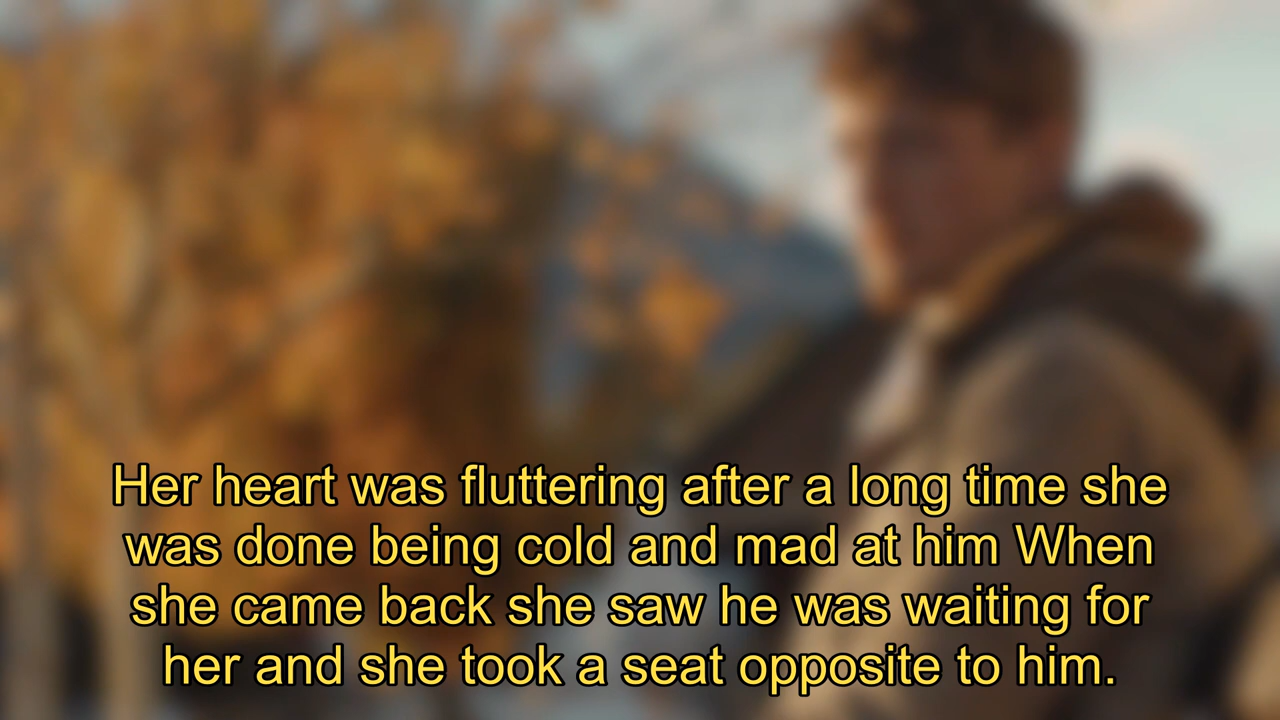 Her heart was fluttering after a long time she
was done being cold and mad at him When
she came back she saw he was waiting for
her and she took a seat opposite to him.